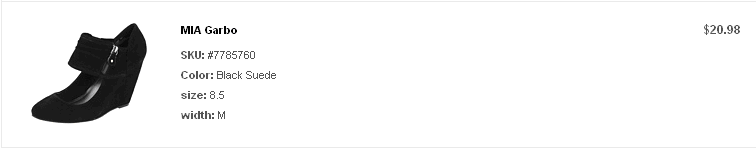 MIA Garbo
$20.98
SKU: #7785760
Color: Black Suede
size: 8.5
width: M